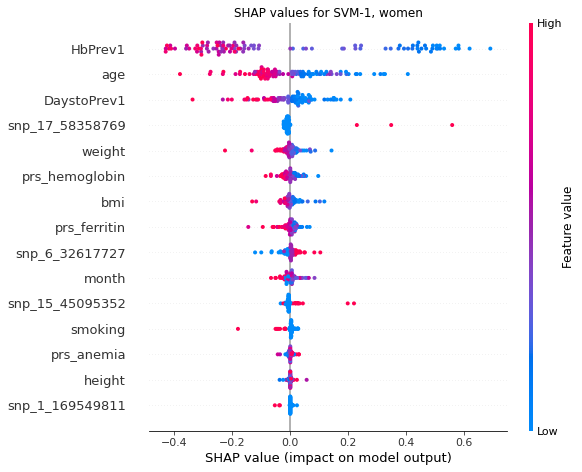 SHAP values for SVM-1, women
High
HbPrev1
age
DaystoPrev1
snp_17_58358769
weight
prs_hemoglobin
bmi
prs_ferritin
snp_6_32617727
month
snp_15_45095352
smoking
prs_anemia
height
snp_1_169549811
Feature value
Low
−0.4 −0.2 0.0 0.2 0.4 0.6
SHAP value (impact on model output)